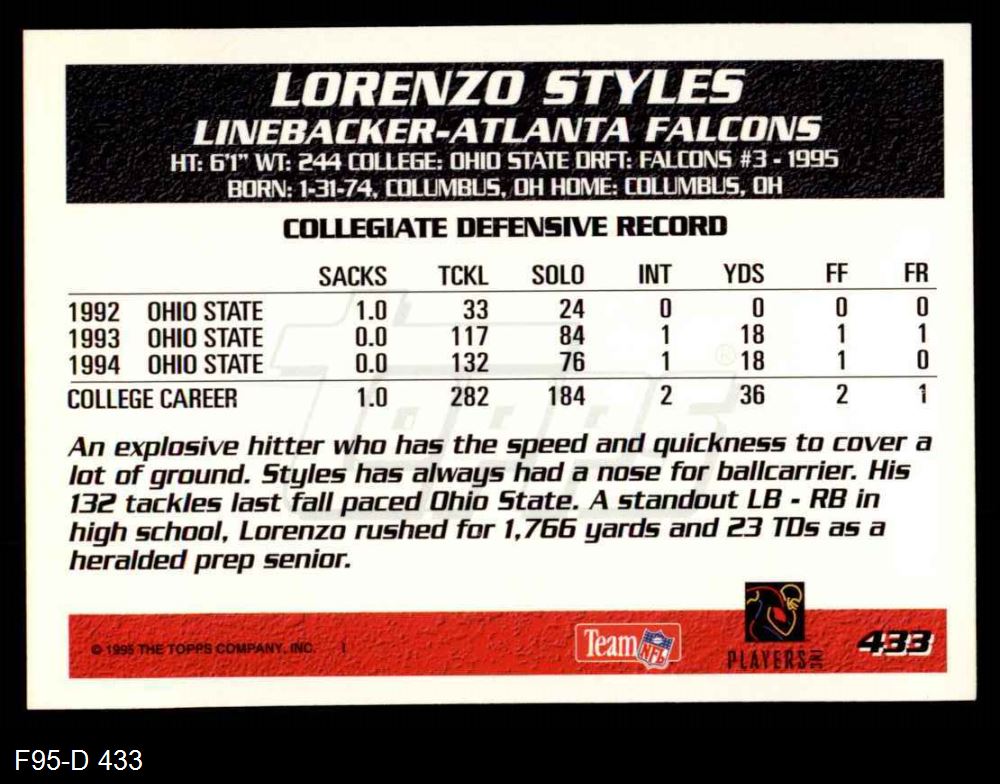 LORENZO STYLES
LINEBACKER-ATLANTA FALCONS
HT: 6'1" WT: 244 COLLEGE: OHIO STATE DRFT: FALCONS #3 - 1995
BORN: 1-31-74, COLUMBUS, OH HOME: COLUMBUS, OH
COLLEGIATE DEFENSIVE RECORD
SACKS TCKL SOLO INT YDS FF FR
1992 OHIO STATE 1.0 33 24 0 0 0 0
1993 OHIO STATE 0.0 117 84 1 18 1 1
1994 OHIO STATE 0.0 132 76 1 18 1 0
COLLEGE CAREER 1.0 282 184 2 36 2 1
topps ®
An explosive hitter who has the speed and quickness to cover a
lot of ground. Styles has always had a nose for ballcarrier. His
132 tackles last fall paced Ohio State. A standout LB - RB in
high school, Lorenzo rushed for 1,766 yards and 23 TDs as a
heralded prep senior.
© 1995 THE TOPPS COMPANY, INC. 1
Team NFL
PLAYERS INC
433
F95-D 433